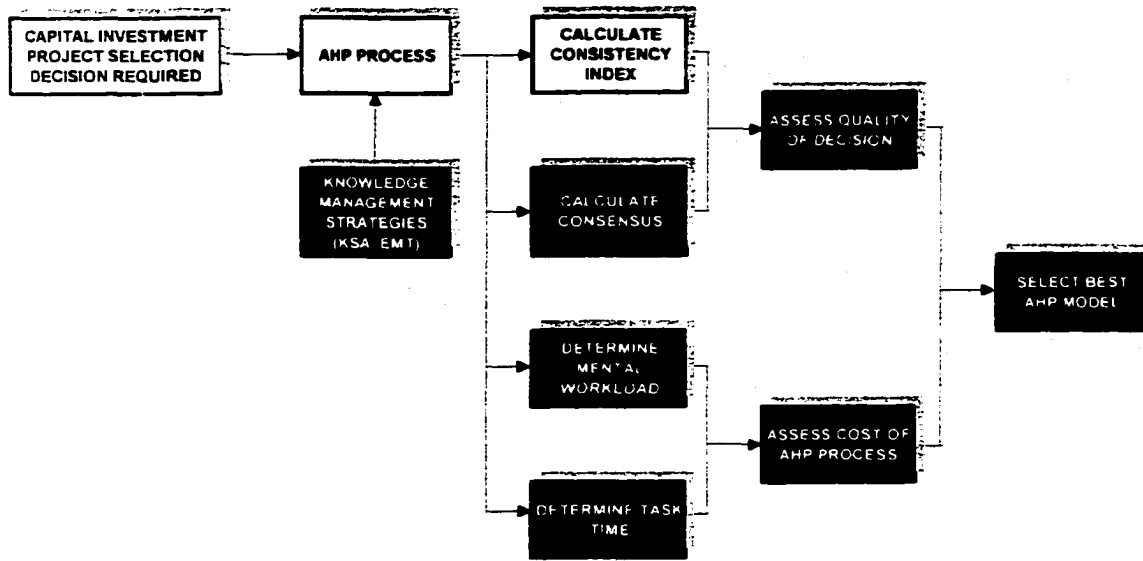 CAPITAL INVESTMENT
PROJECT SELECTION
DECISION REQUIRED
AHP PROCESS
CALCULATE
CONSISTENCY
INDEX
KNOWLEDGE
MANAGEMENT
STRATEGIES
(KSA, EMT)
CALCULATE
CONSENSUS
ASSESS QUALITY
OF DECISION
DETERMINE
MENTAL
WORKLOAD
DETERMINE TASK
TIME
ASSESS COST OF
AHP PROCESS
SELECT BEST
AHP MODEL